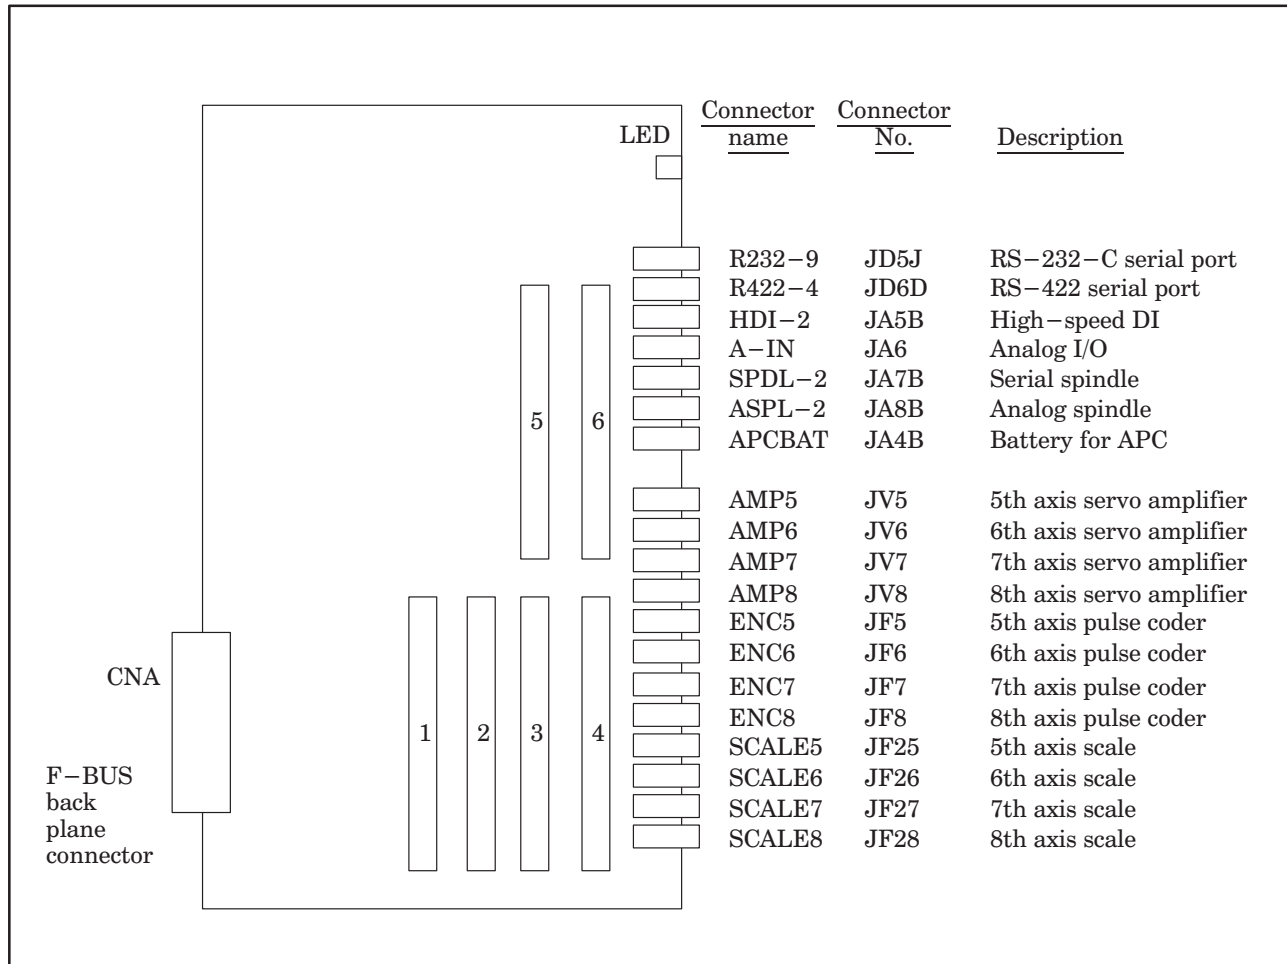 LED
Connector name
Connector No.
Description
R232−9 JD5J RS−232−C serial port
R422−4 JD6D RS−422 serial port
HDI−2 JA5B High−speed DI
A−IN JA6 Analog I/O
SPDL−2 JA7B Serial spindle
ASPL−2 JA8B Analog spindle
APCBAT JA4B Battery for APC
AMP5 JV5 5th axis servo amplifier
AMP6 JV6 6th axis servo amplifier
AMP7 JV7 7th axis servo amplifier
AMP8 JV8 8th axis servo amplifier
ENC5 JF5 5th axis pulse coder
ENC6 JF6 6th axis pulse coder
ENC7 JF7 7th axis pulse coder
ENC8 JF8 8th axis pulse coder
SCALE5 JF25 5th axis scale
SCALE6 JF26 6th axis scale
SCALE7 JF27 7th axis scale
SCALE8 JF28 8th axis scale
5 6
1 2 3 4
CNA
F−BUS
back
plane
connector